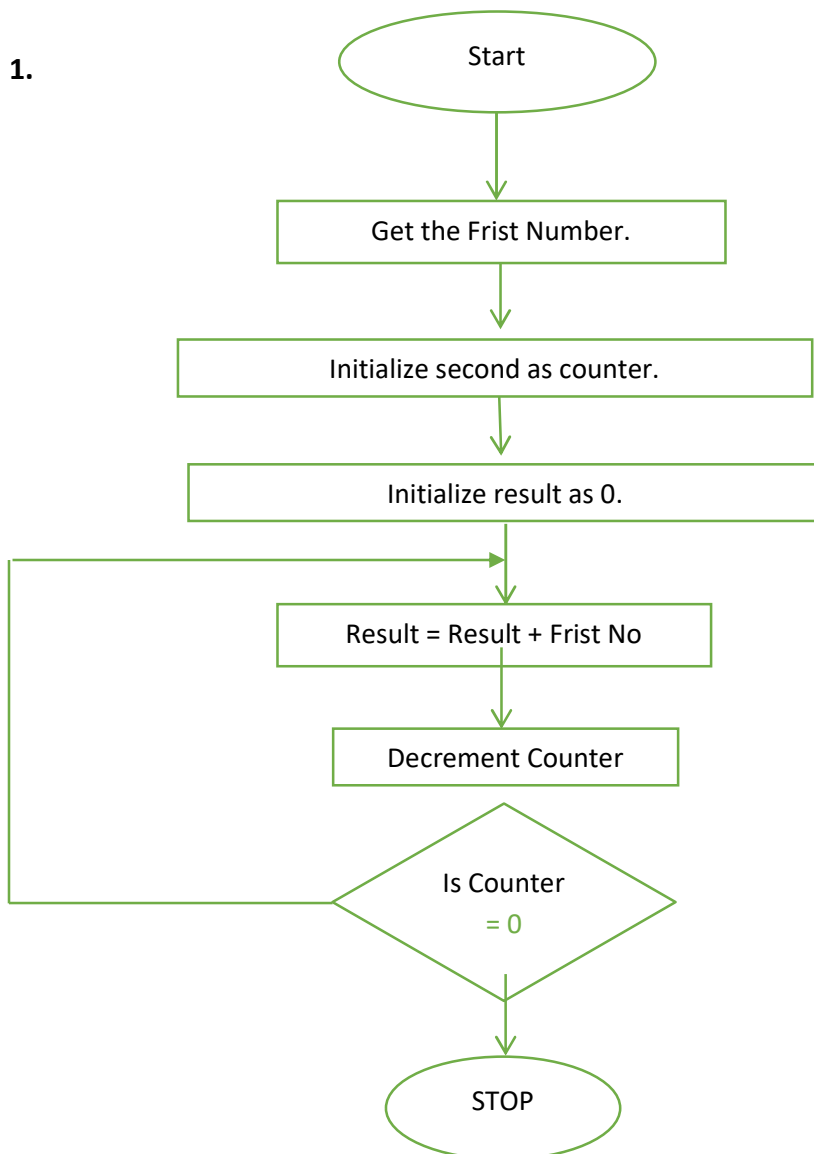 1.
Start
Get the Frist Number.
Initialize second as counter.
Initialize result as 0.
Result = Result + Frist No
Decrement Counter
Is Counter
= 0
STOP